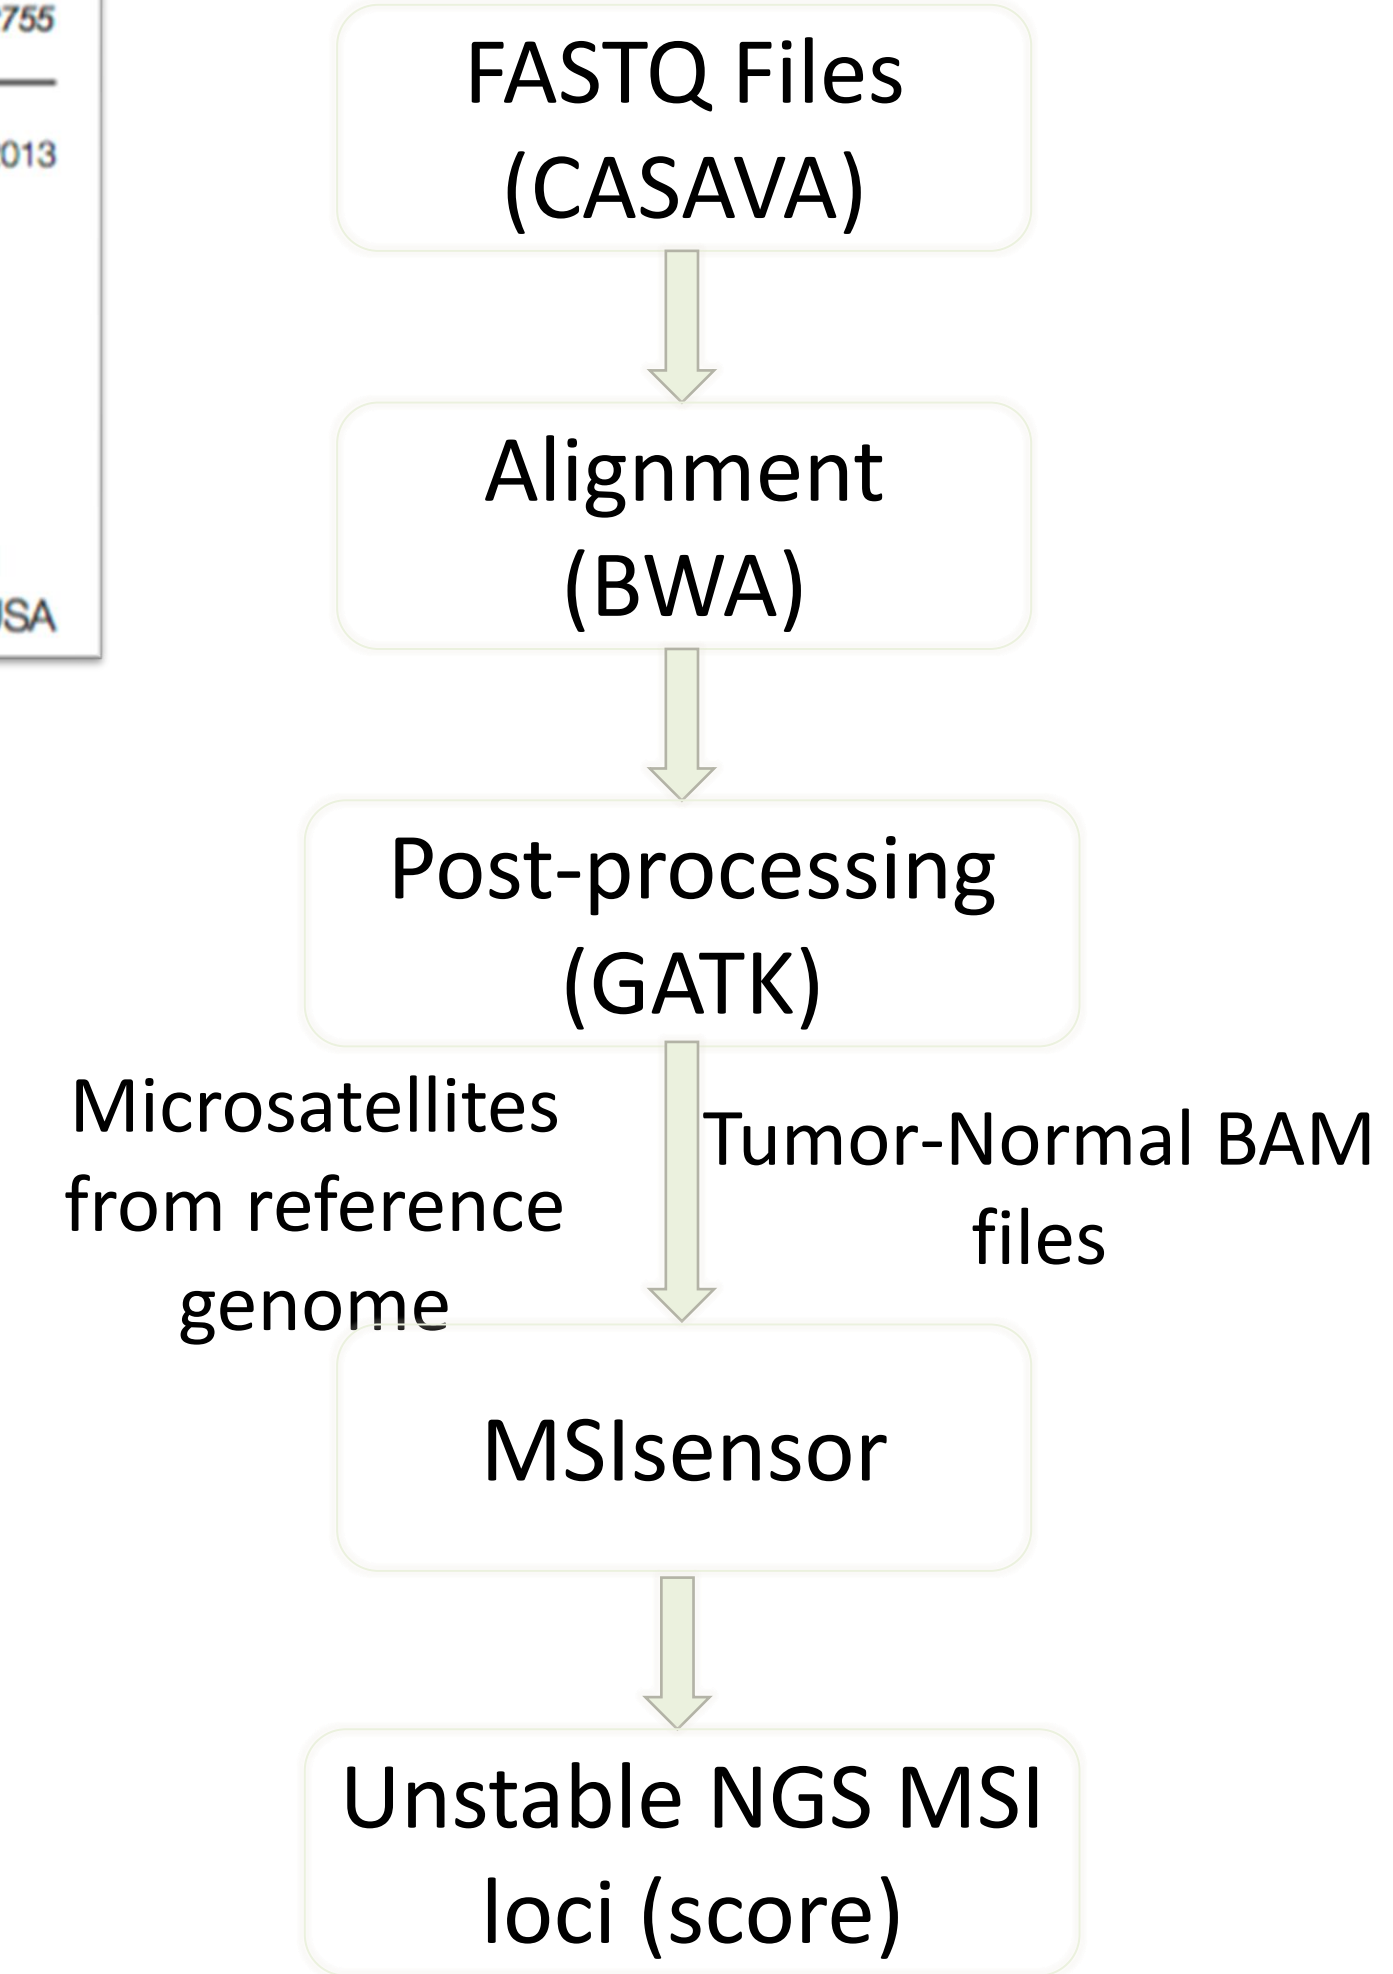 755
013
USA
FASTQ Files
(CASAVA)
Alignment
(BWA)
Post-processing
(GATK)
Microsatellites
from reference
genome
Tumor-Normal BAM
files
MSIsensor
Unstable NGS MSI
loci (score)